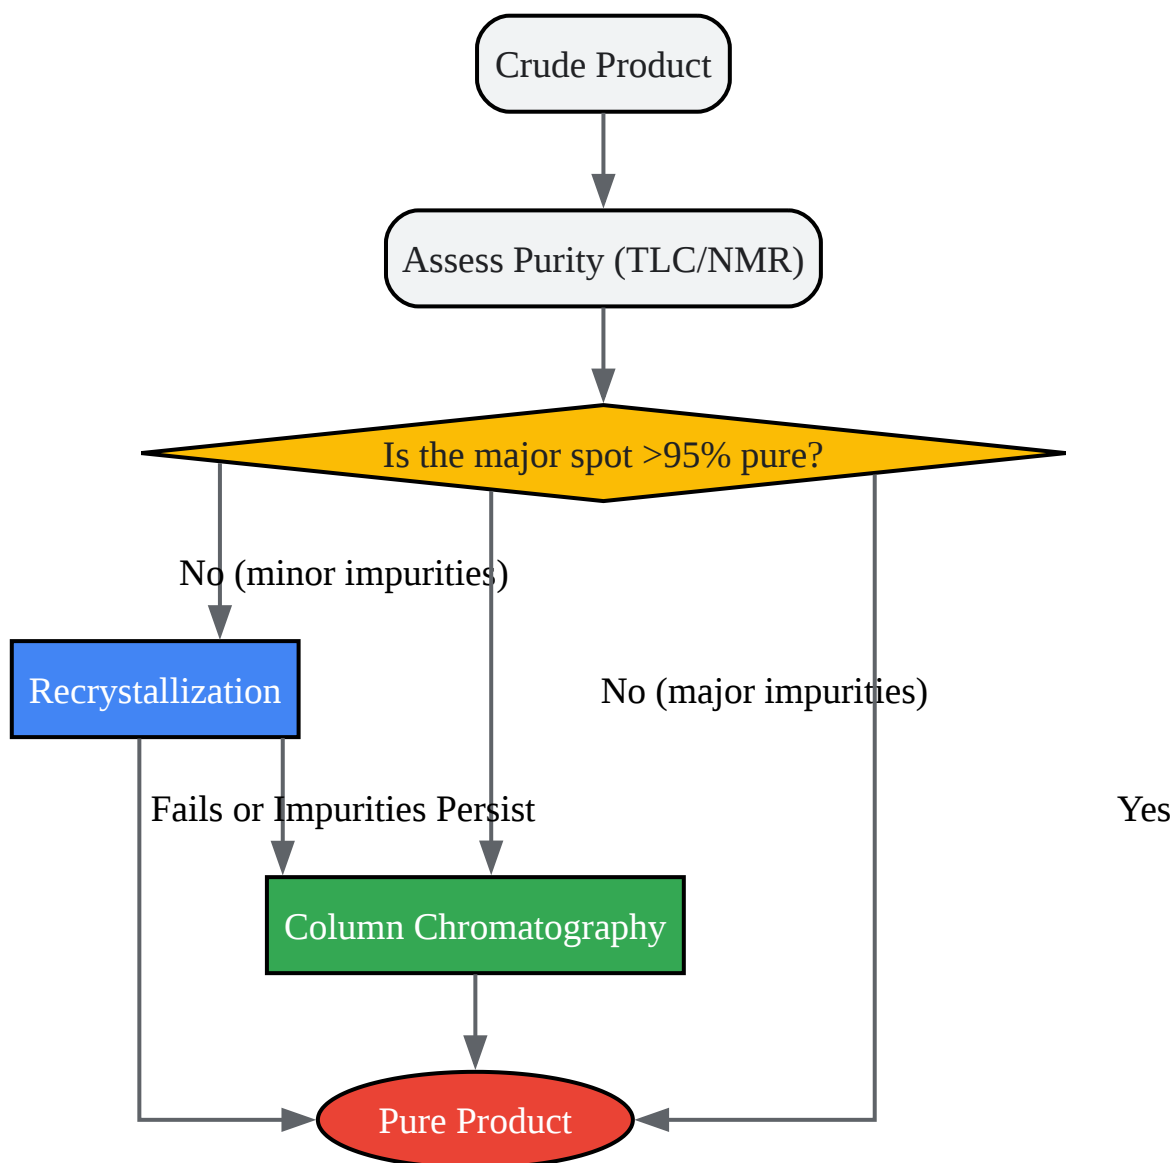 Crude Product
Assess Purity (TLC/NMR)
Is the major spot >95% pure?
No (minor impurities)
Recrystallization
No (major impurities)
Fails or Impurities Persist
Yes
Column Chromatography
Pure Product